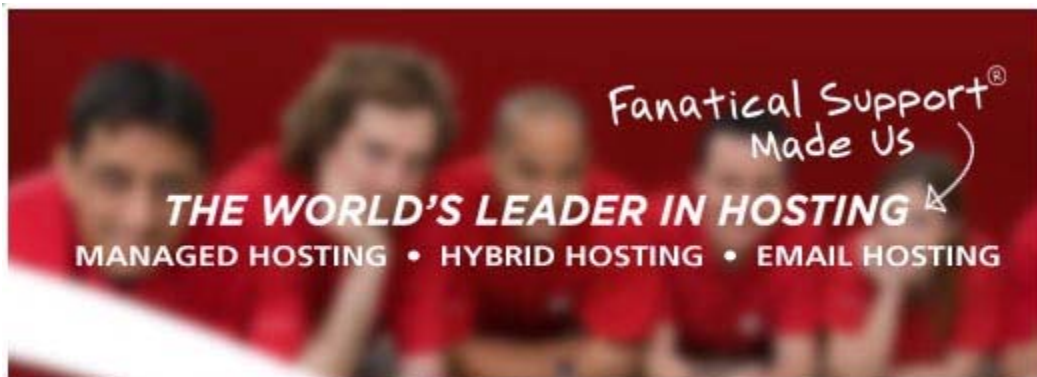 Fanatical Support®
Made Us
THE WORLD'S LEADER IN HOSTING
MANAGED HOSTING • HYBRID HOSTING • EMAIL HOSTING